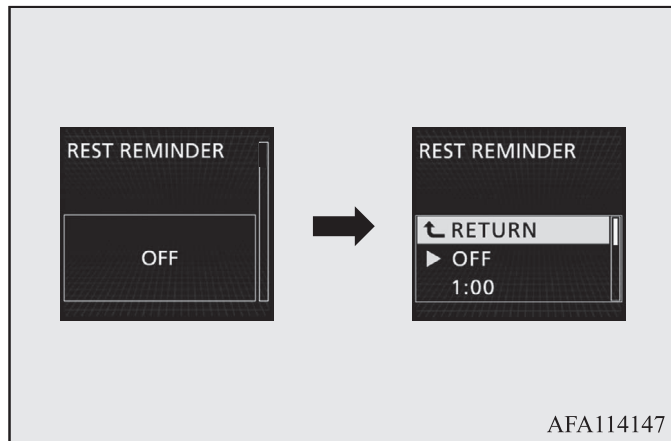 REST REMINDER
OFF
REST REMINDER
RETURN
OFF
1:00
AFA114147